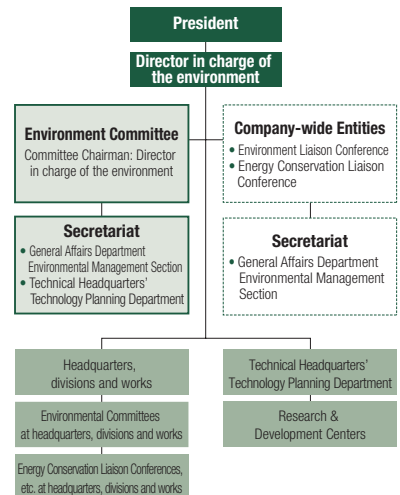 President
Director in charge of
the environment
Environment Committee
Committee Chairman: Director
in charge of the environment
Company-wide Entities
• Environment Liaison Conference
• Energy Conservation Liaison
Conference
Secretariat
• General Affairs Department
Environmental Management Section
• Technical Headquarters'
Technology Planning Department
Secretariat
• General Affairs Department
Environmental Management
Section
Headquarters,
divisions and works
Technical Headquarters'
Technology Planning Department
Environmental Committees
at headquarters, divisions and works
Research &
Development Centers
Energy Conservation Liaison Conferences,
etc. at headquarters, divisions and works